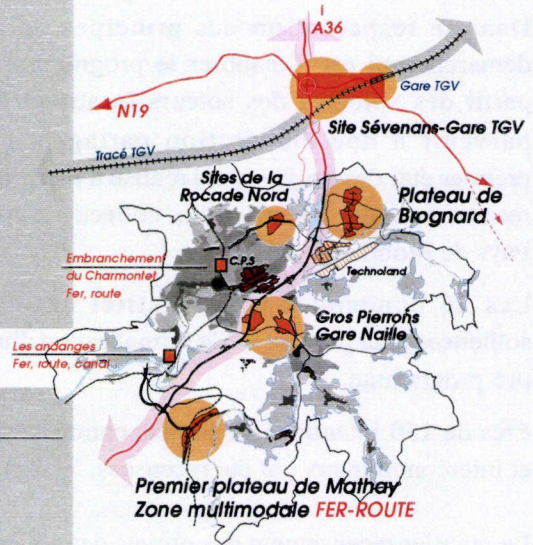 A36
Gare TGV
N19
Site Sévenans-Gare TGV
Tracé TGV
Sites de la
Rocade Nord
Plateau de
Brognard
Embranchement
du Charmontet
Fer, route
C.P.S
Technoland
Gros Pierrons
Gare Naille
Les andanges
Fer, route, canal
Premier plateau de Mathay
Zone multimodale FER-ROUTE